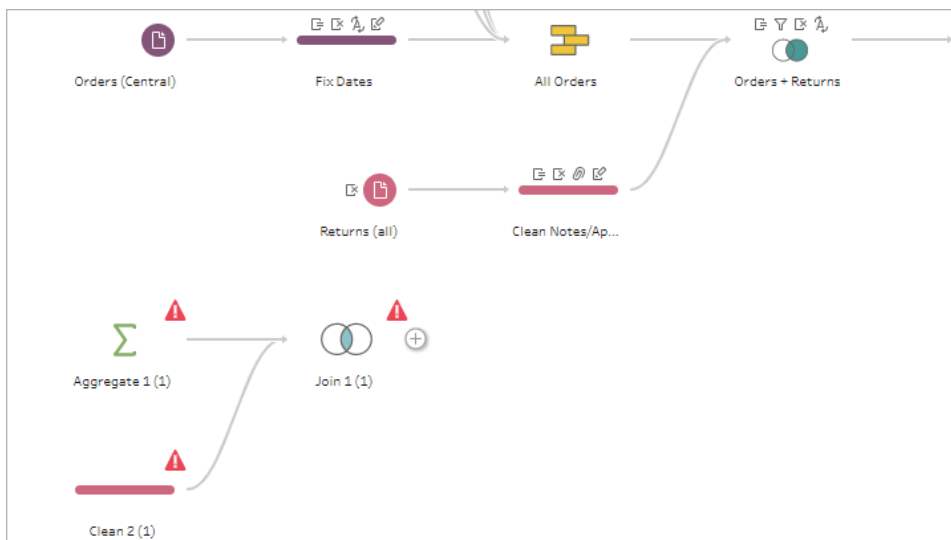 Orders (Central)
Fix Dates
All Orders
Orders + Returns
Returns (all)
Clean Notes/Ap...
Aggregate 1 (1)
Join 1 (1)
Clean 2 (1)